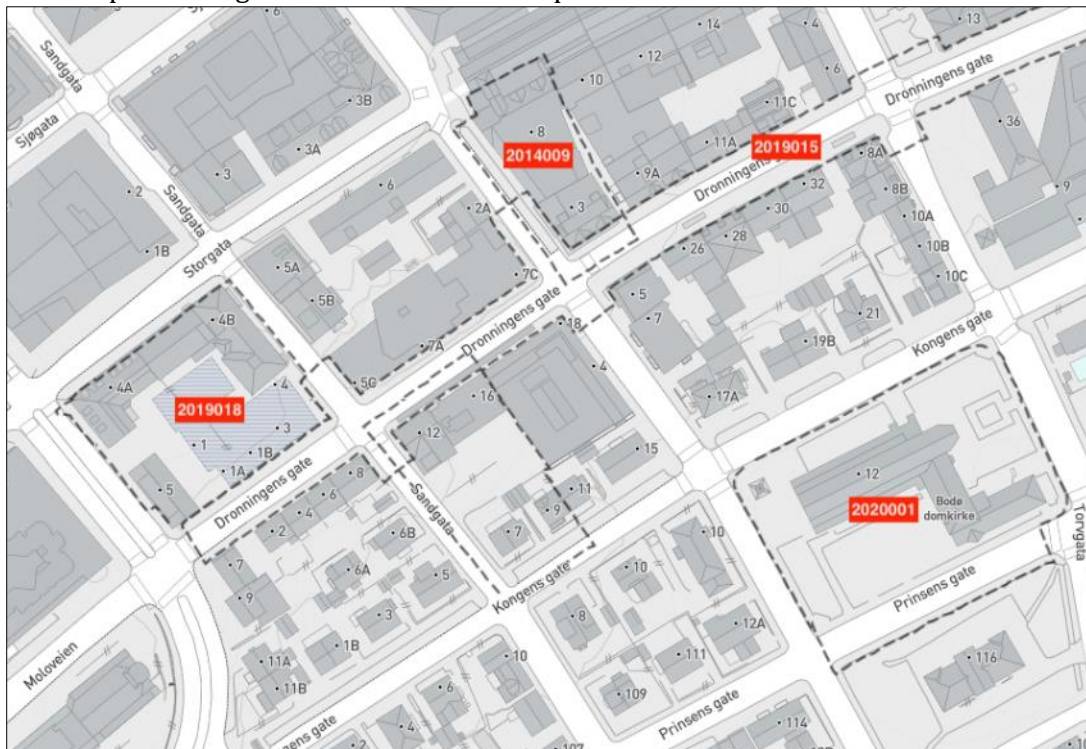 Sandgata
6
14
4
13
Dronningens gate
12
10
6
3B
11C
36
Sjøgata
3A
8
2014009
11A
2019015
Dronningens g
8A
2
3
6
9A
32
8B
9
Sandgata
2A
3
30
10A
1B
28
10B
Storgata
5A
26
10C
7C
5B
5
21
4B
Dronningens gate
18
7
Kongens gate
7A
19B
4A
5C
4
4
16
17A
2019018
3
12
1
1B
15
1A
8
12
5
Dronningens gate
6
11
2020001
4
Sandgata
9
Bodø
domkirke
2
6B
7
10
Torvgata
7
6A
5
10
Prinsens gate
9
Kongens gate
3
8
12A
Moloveien
1B
11A
10
111
116
11B
6
109
Prinsens gate
Kongens gate
4
114
2
107